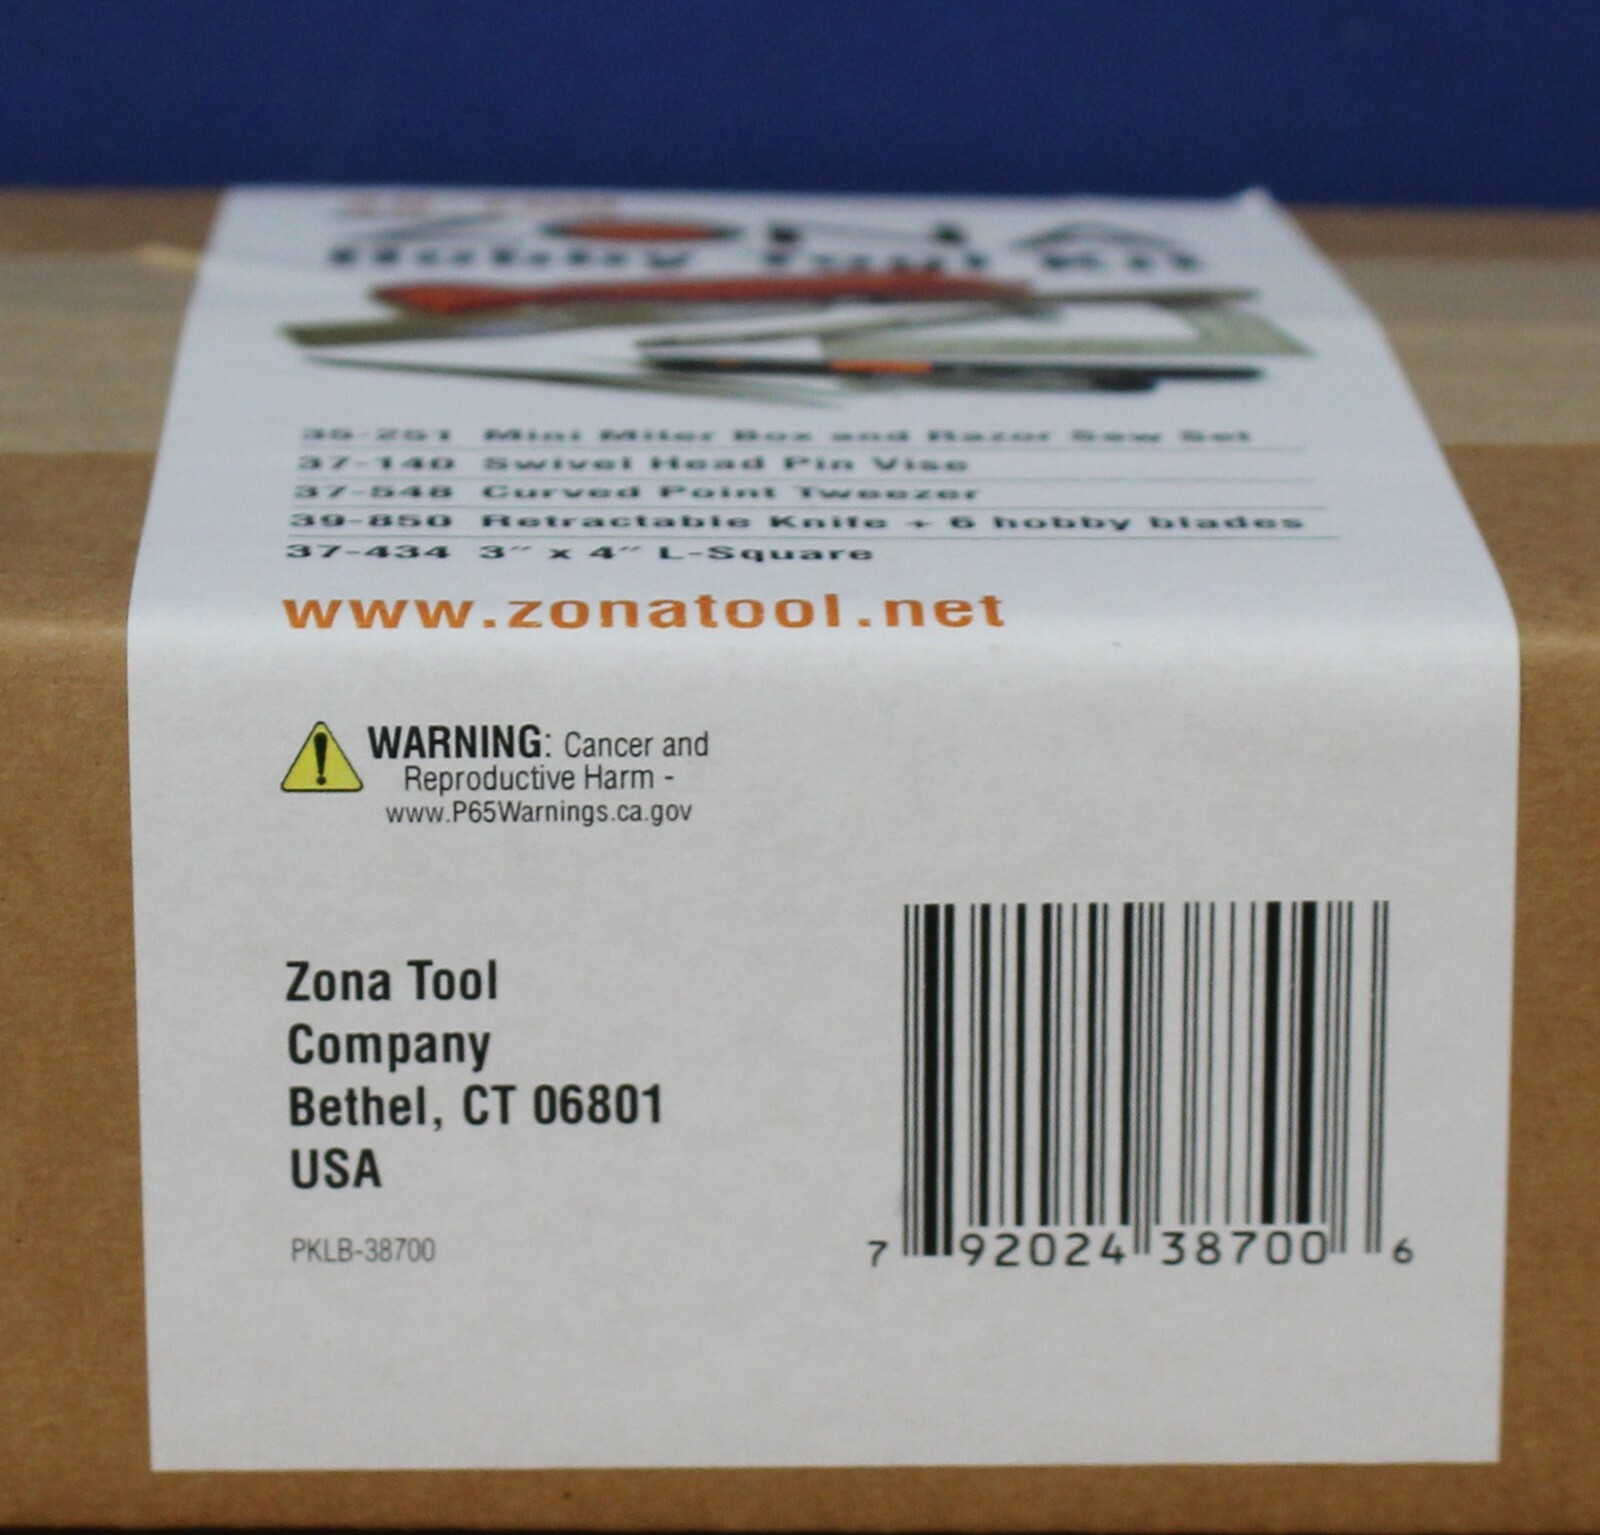 ZONA
Hobby Tool Kit
35-251 Mini Miter Box and Razor Saw Set
37-140 Swivel Head Pin Vise
37-548 Curved Point Tweezer
39-850 Retractable Knife + 6 hobby blades
37-434 3" x 4" L-Square
www.zonatool.net
WARNING: Cancer and
Reproductive Harm -
www.P65Warnings.ca.gov
Zona Tool
Company
Bethel, CT 06801
USA
PKLB-38700
7 92024 38700 6